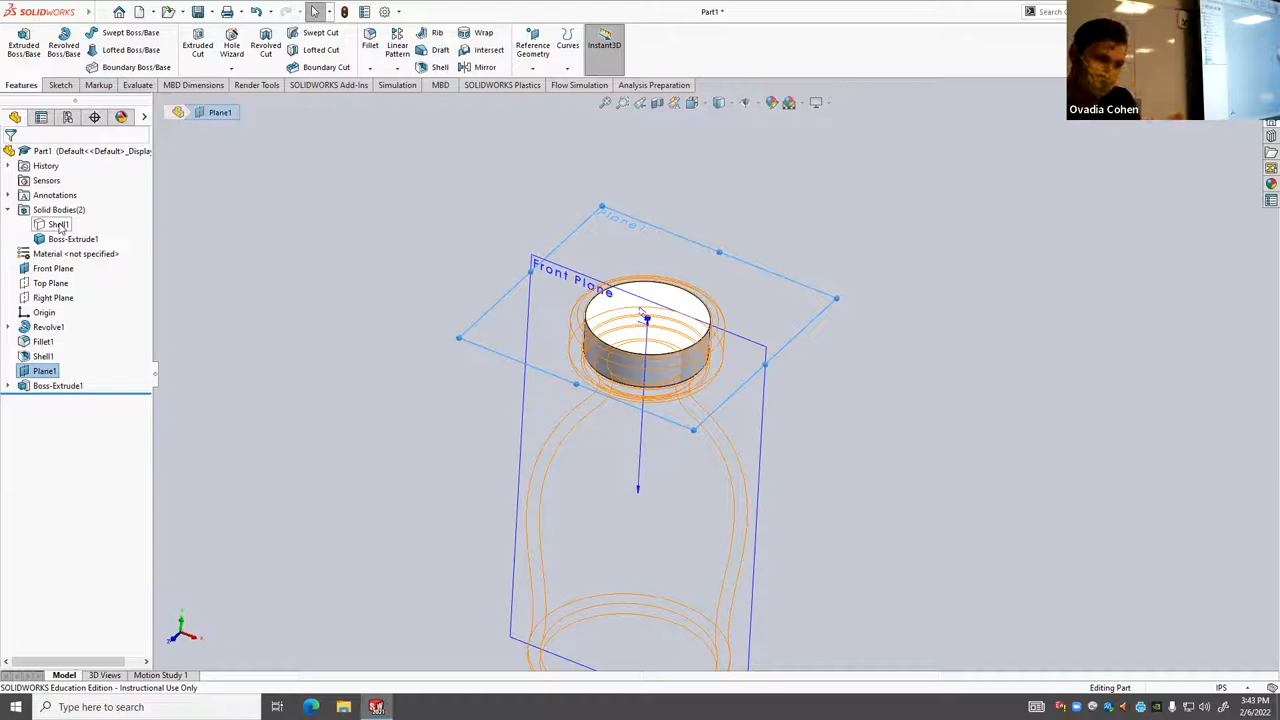 SOLIDWORKS
Part1 *
Search
Ovadia Cohen
Extruded Boss/Base
Revolved Boss/Base
Swept Boss/Base
Lofted Boss/Base
Boundary Boss/Base
Extruded Cut
Hole Wizard
Revolved Cut
Swept Cut
Lofted Cut
Boundary Cut
Fillet
Linear Pattern
Rib
Draft
Shell
Wrap
Intersect
Mirror
Reference Geometry
Curves
Instant3D
Features
Sketch
Markup
Evaluate
MBD Dimensions
Render Tools
SOLIDWORKS Add-Ins
Simulation
MBD
SOLIDWORKS Plastics
Flow Simulation
Analysis Preparation
Plane1
Part1 (Default<<Default>_Display
History
Sensors
Annotations
Solid Bodies(2)
Shell1
Boss-Extrude1
Material <not specified>
Front Plane
Top Plane
Right Plane
Origin
Revolve1
Fillet1
Shell1
Plane1
Boss-Extrude1
Plane1
Front Plane
Model
3D Views
Motion Study 1
SOLIDWORKS Education Edition - Instructional Use Only
Editing Part
IPS
Type here to search
3:43 PM
2/6/2022